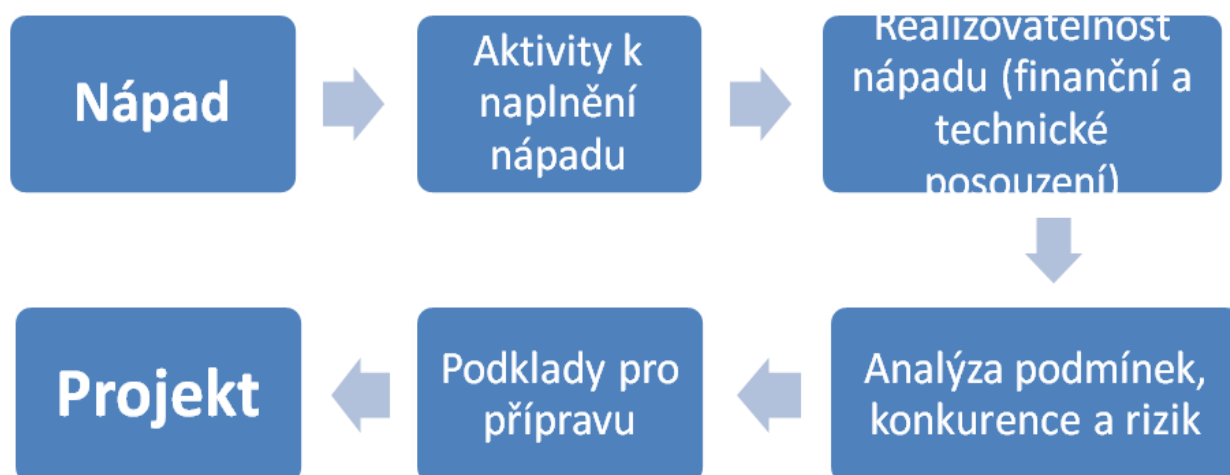 Nápad
Aktivity k
naplnění
nápadu
Realizovatelnost
nápadu (finanční a
technické
posouzení)
Analýza podmínek,
konkurence a rizik
Podklady pro
přípravu
Projekt